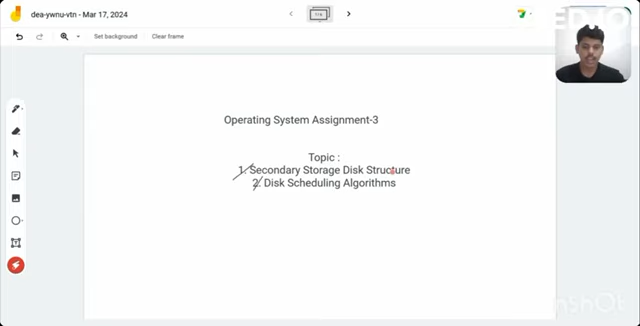 dea-ywnu-vtn - Mar 17, 2024
Set background
Clear frame
Operating System Assignment-3
Topic :
1. Secondary Storage Disk Structure
2. Disk Scheduling Algorithms